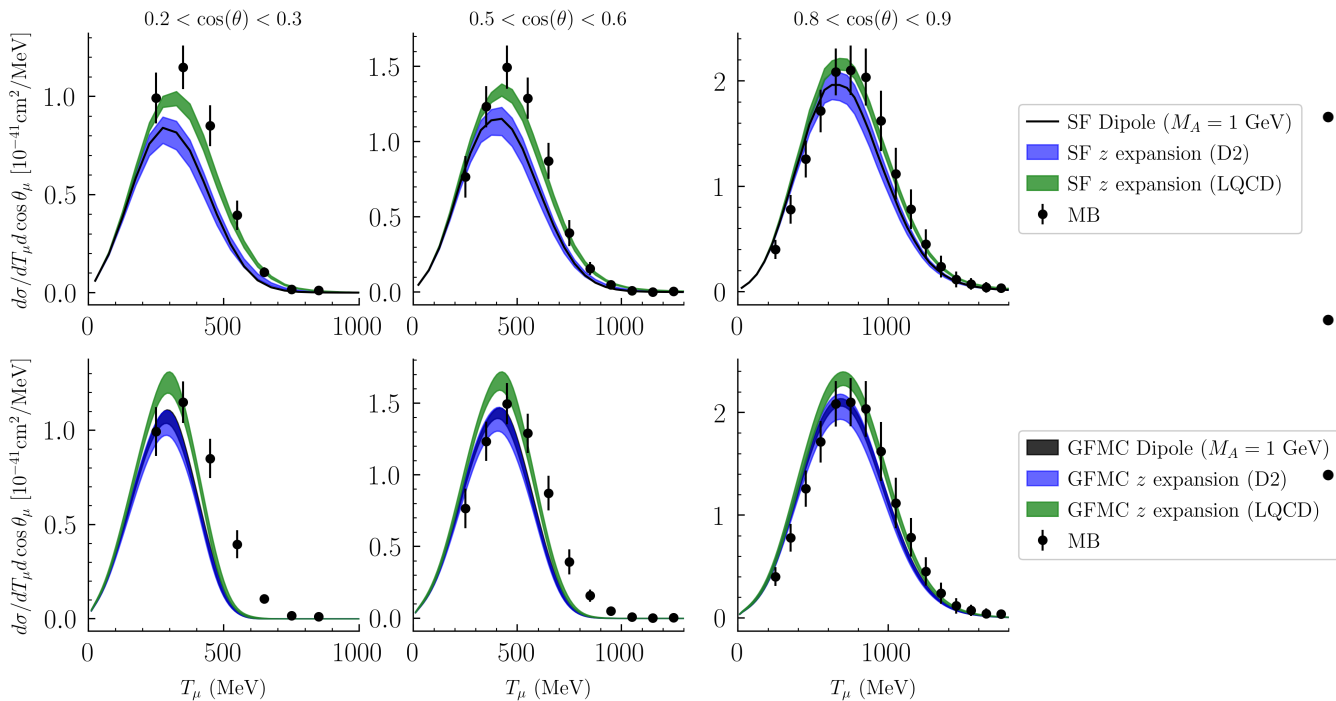 0.2 < cos(θ) < 0.3
0.5 < cos(θ) < 0.6
0.8 < cos(θ) < 0.9
dσ/dT_μ d cos θ_μ [10^{-41} cm^2/MeV]
1.0
0.5
0.0
0 500 1000
1.5
1.0
0.5
0.0
0 500 1000
2
1
0
0 1000
SF Dipole (M_A = 1 GeV)
SF z expansion (D2)
SF z expansion (LQCD)
MB
dσ/dT_μ d cos θ_μ [10^{-41} cm^2/MeV]
1.0
0.5
0.0
0 500 1000
T_μ (MeV)
1.5
1.0
0.5
0.0
0 500 1000
T_μ (MeV)
2
1
0
0 1000
T_μ (MeV)
GFMC Dipole (M_A = 1 GeV)
GFMC z expansion (D2)
GFMC z expansion (LQCD)
MB